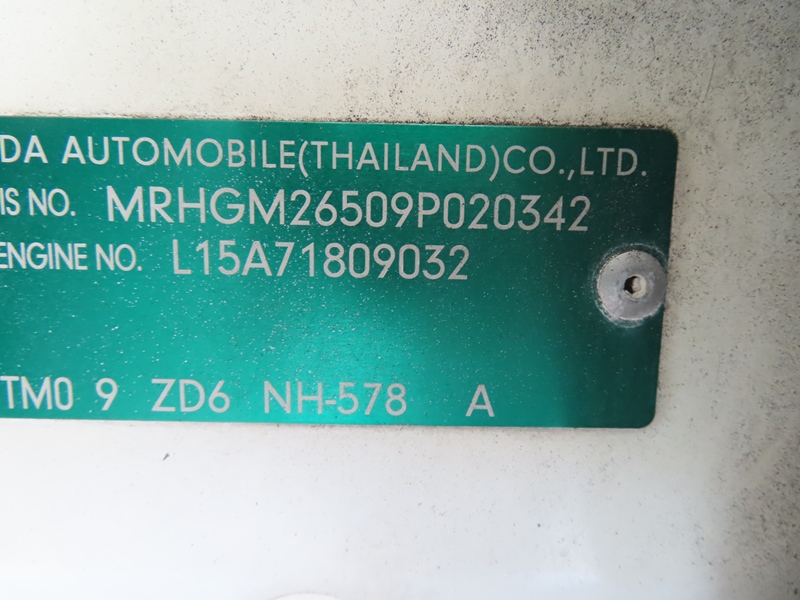 DA AUTOMOBILE(THAILAND)CO.,LTD.
IS NO. MRHGM26509P020342
ENGINE NO. L15A71809032
TM0 9 ZD6 NH-578 A